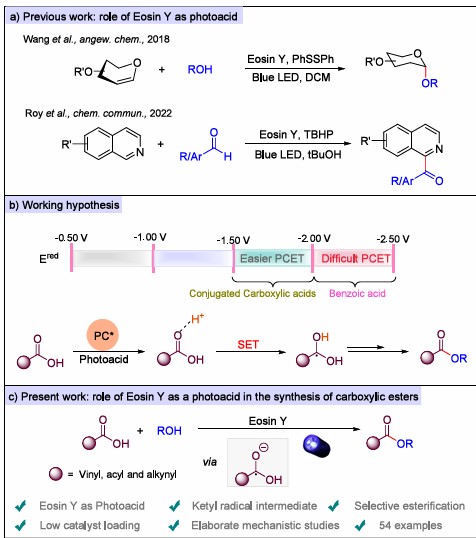 a) Previous work: role of Eosin Y as photoacid
Wang et al., angew. chem., 2018
R'O
O
+
ROH
Eosin Y, PhSSPh
Blue LED, DCM
R'O
O
OR
Roy et al., chem commun., 2022
R'
N
+
R/Ar
O
H
Eosin Y, TBHP
Blue LED, tBuOH
R'
N
R/Ar
O
b) Working hypothesis
-0.50 V
-1.00 V
-1.50 V
-2.00 V
-2.50 V
Ered
Easier PCET
Difficult PCET
Conjugated Carboxylic acids
Benzoic acid
O
OH
PC*
Photoacid
H+
O
OH
SET
OH
OH
O
OR
c) Present work: role of Eosin Y as a photoacid in the synthesis of carboxylic esters
O
OH
+
ROH
Eosin Y
O
OR
via
O
OH
= Vinyl, acyl and alkynyl
✓ Eosin Y as Photoacid ✓ Ketyl radical intermediate ✓ Selective esterification
✓ Low catalyst loading ✓ Elaborate mechanistic studies ✓ 54 examples